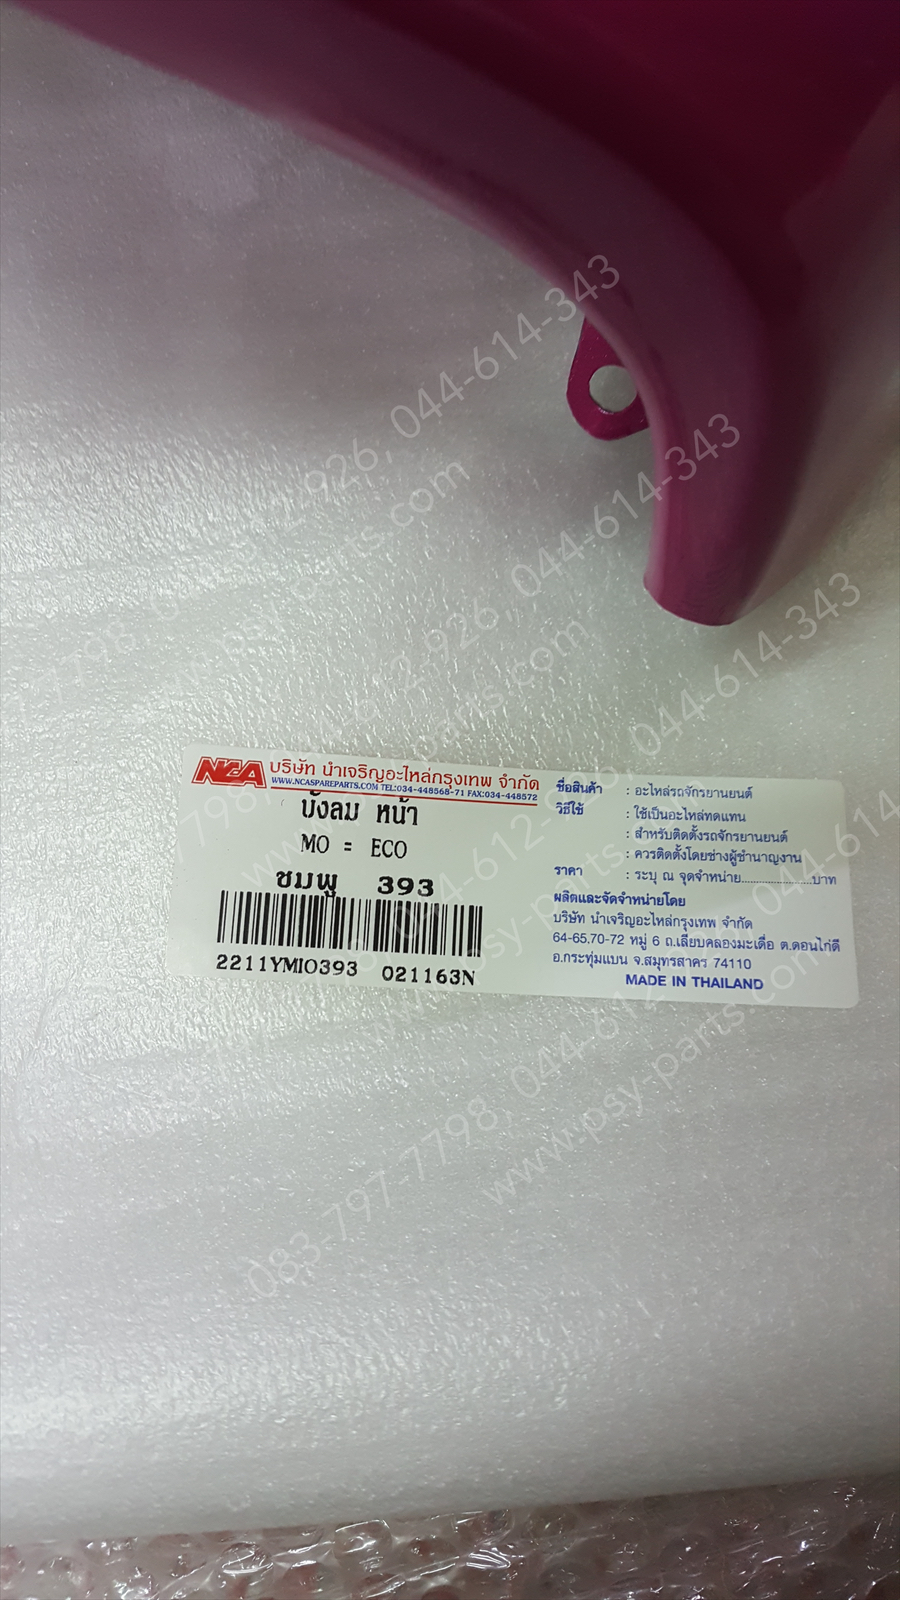 NCA บริษัท นำเจริญอะไหล่กรุงเทพ จำกัด
WWW.NCASPAREPARTS.COM TEL:034-448568-71 FAX:034-448572
บังลม หน้า
MO = ECO
ชมพู 393
2211YMIO393 021163N
ชื่อสินค้า : อะไหล่รถจักรยานยนต์
วิธีใช้ : ใช้เป็นอะไหล่ทดแทน
: สำหรับติดตั้งรถจักรยานยนต์
: ควรติดตั้งโดยช่างผู้ชำนาญงาน
ราคา : ระบุ ณ จุดจำหน่าย........................บาท
ผลิตและจัดจำหน่ายโดย
บริษัท นำเจริญอะไหล่กรุงเทพ จำกัด
64-65,70-72 หมู่ 6 ถ.เลียบคลองมะเดื่อ ต.ดอนไก่ดี
อ.กระทุ่มแบน จ.สมุทรสาคร 74110
MADE IN THAILAND
083-797-7798, 044-612-926, 044-614-343
www.psy-parts.com